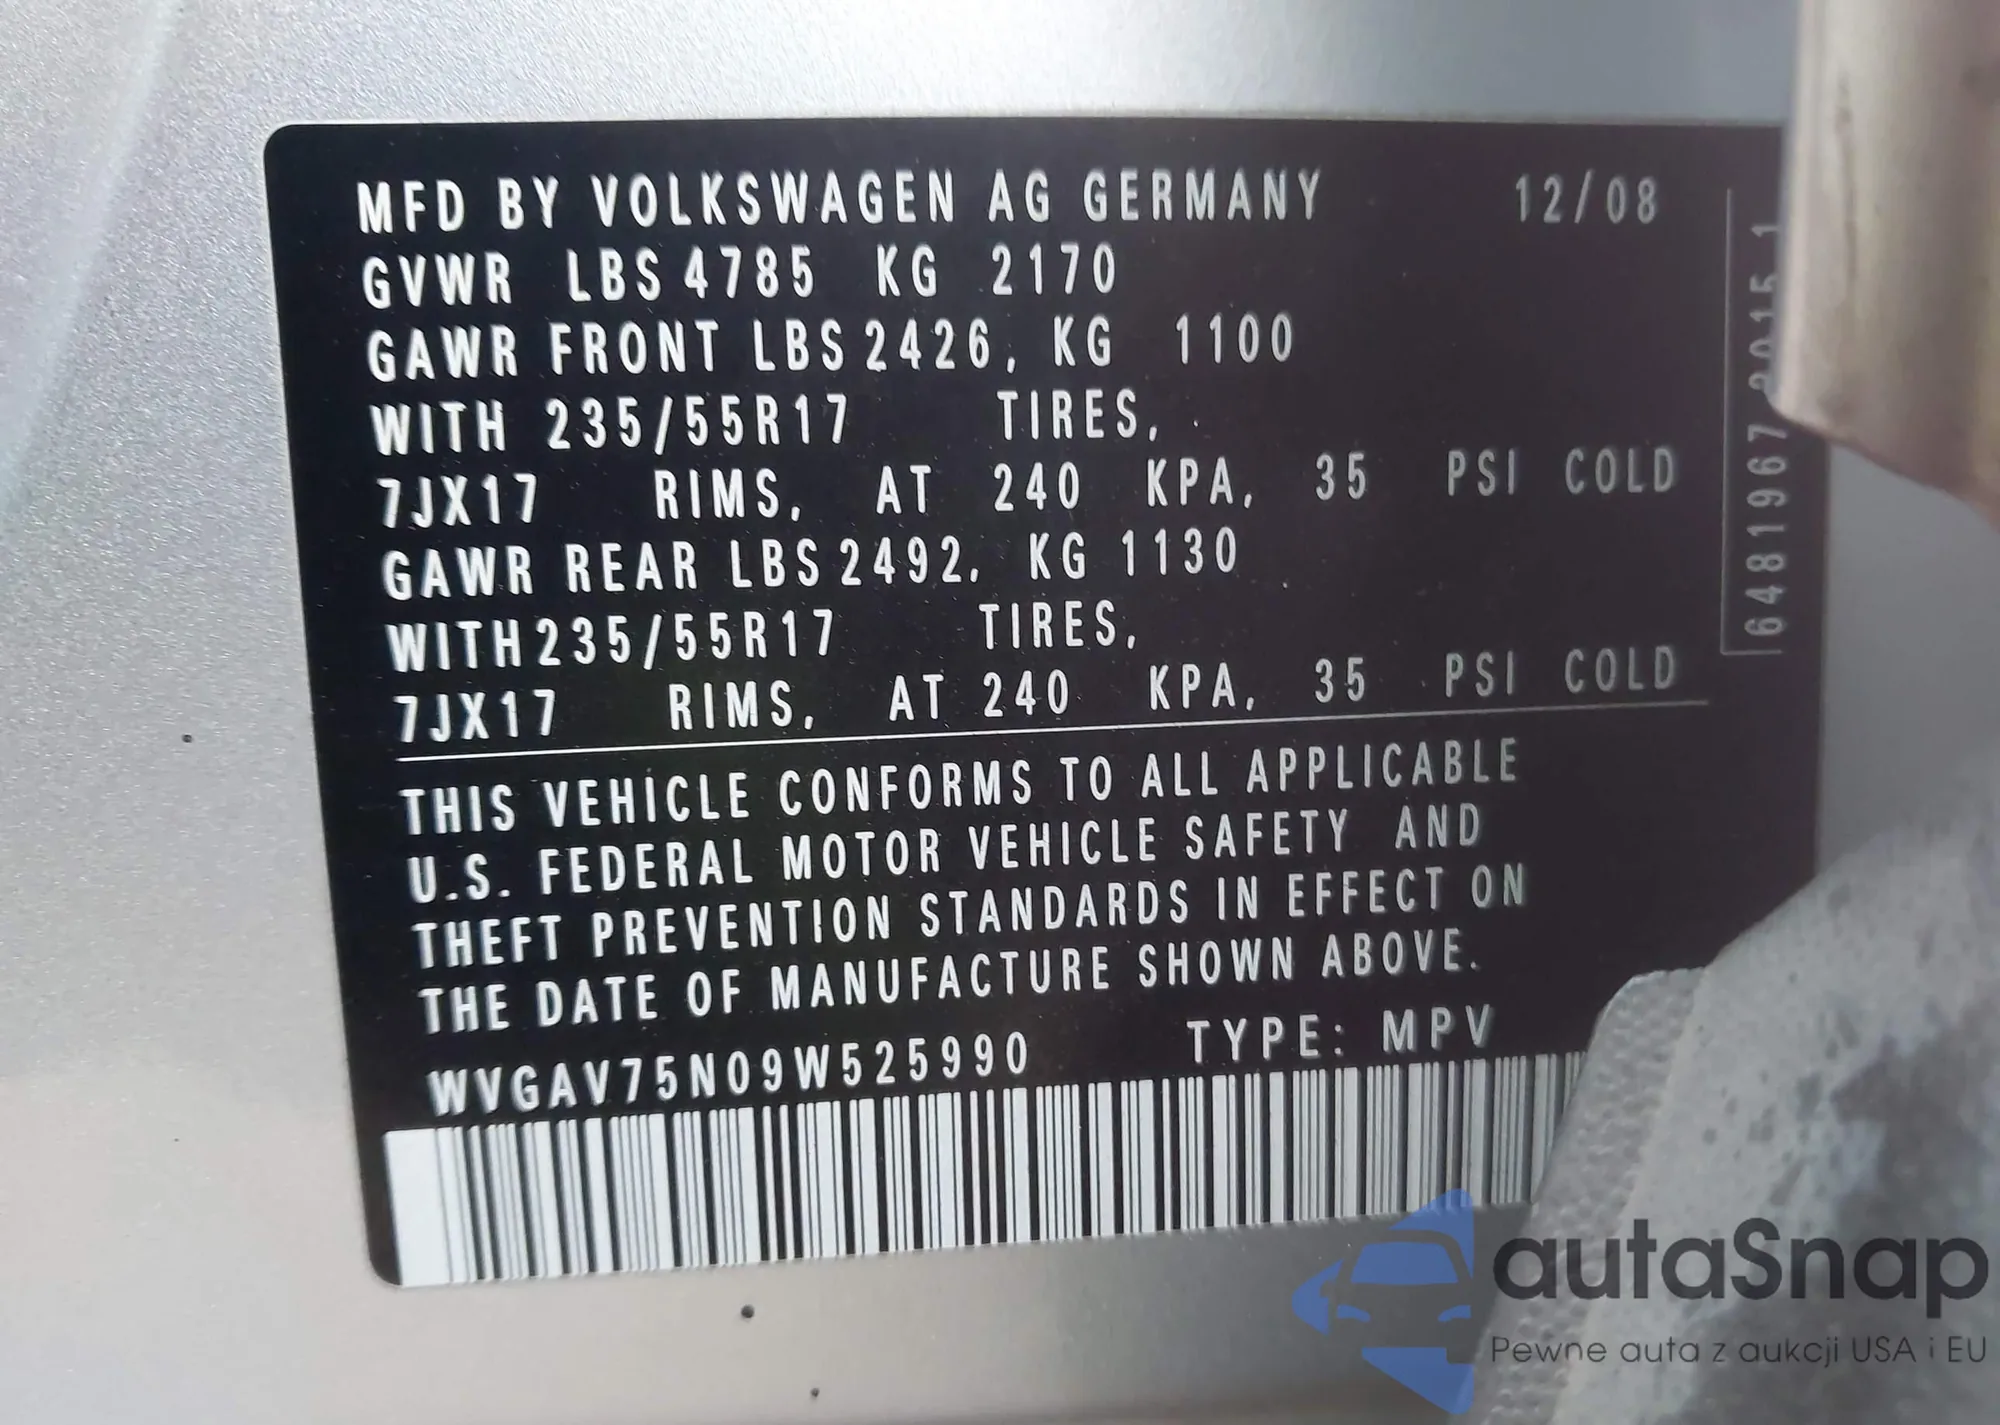 MFD BY VOLKSWAGEN AG GERMANY 12/08
GVWR LBS 4785 KG 2170
GAWR FRONT LBS 2426, KG 1100
WITH 235/55R17 TIRES,
7JX17 RIMS, AT 240 KPA, 35 PSI COLD
GAWR REAR LBS 2492, KG 1130
WITH 235/55R17 TIRES,
7JX17 RIMS, AT 240 KPA, 35 PSI COLD
THIS VEHICLE CONFORMS TO ALL APPLICABLE
U.S. FEDERAL MOTOR VEHICLE SAFETY AND
THEFT PREVENTION STANDARDS IN EFFECT ON
THE DATE OF MANUFACTURE SHOWN ABOVE.
WVGAV75N09W525990 TYPE: MPV
6481967
autaSnap
Pewne auta z aukcji USA i EU